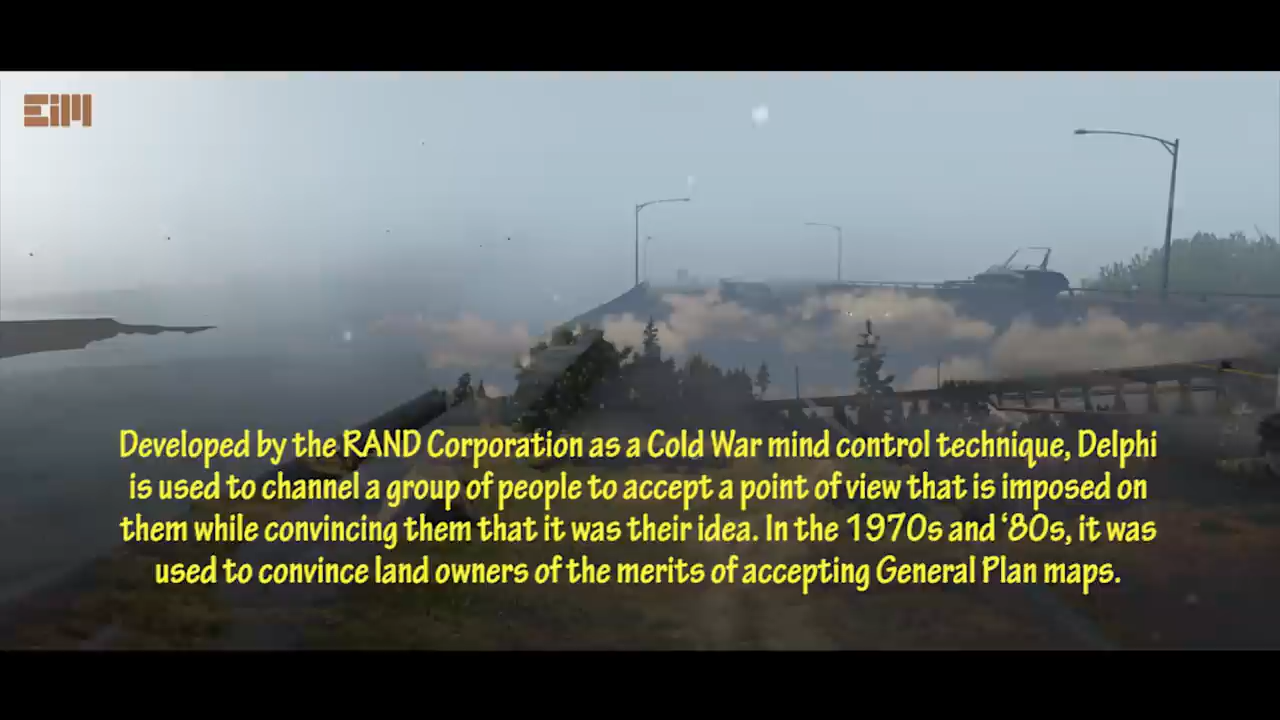 EiM
Developed by the RAND Corporation as a Cold War mind control technique, Delphi
is used to channel a group of people to accept a point of view that is imposed on
them while convincing them that it was their idea. In the 1970s and ‘80s, it was
used to convince land owners of the merits of accepting General Plan maps.